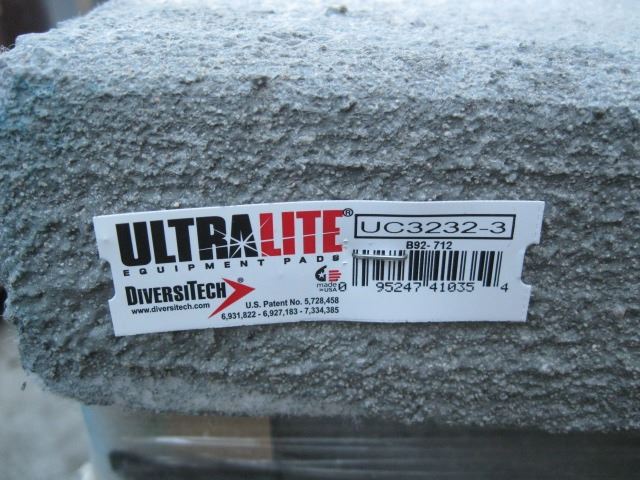 ULTRALITE®
EQUIPMENT PADS
UC3232-3
B92-712
DIVERSITECH®
www.diversitech.com
made in USA
U.S. Patent No. 5,728,458
6,931,822 - 6,927,183 - 7,334,385
0 95247 41035 4